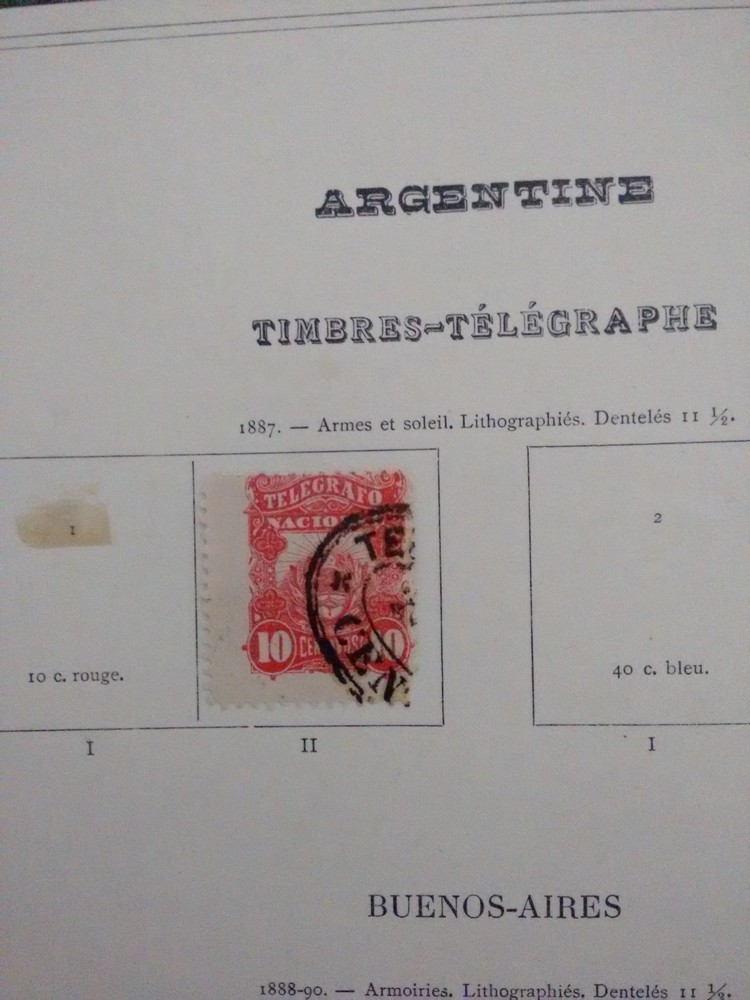 ARGENTINE
TIMBRES-TÉLÉGRAPHE
1887. — Armes et soleil. Lithographiés. Dentelés 11 ½.
1
TELÉGRAFO
2
10
10 c. rouge.
40 c. bleu.
I
II
I
BUENOS-AIRES
1888-90. — Armoiries. Lithographiés. Dentelés 11 ½.